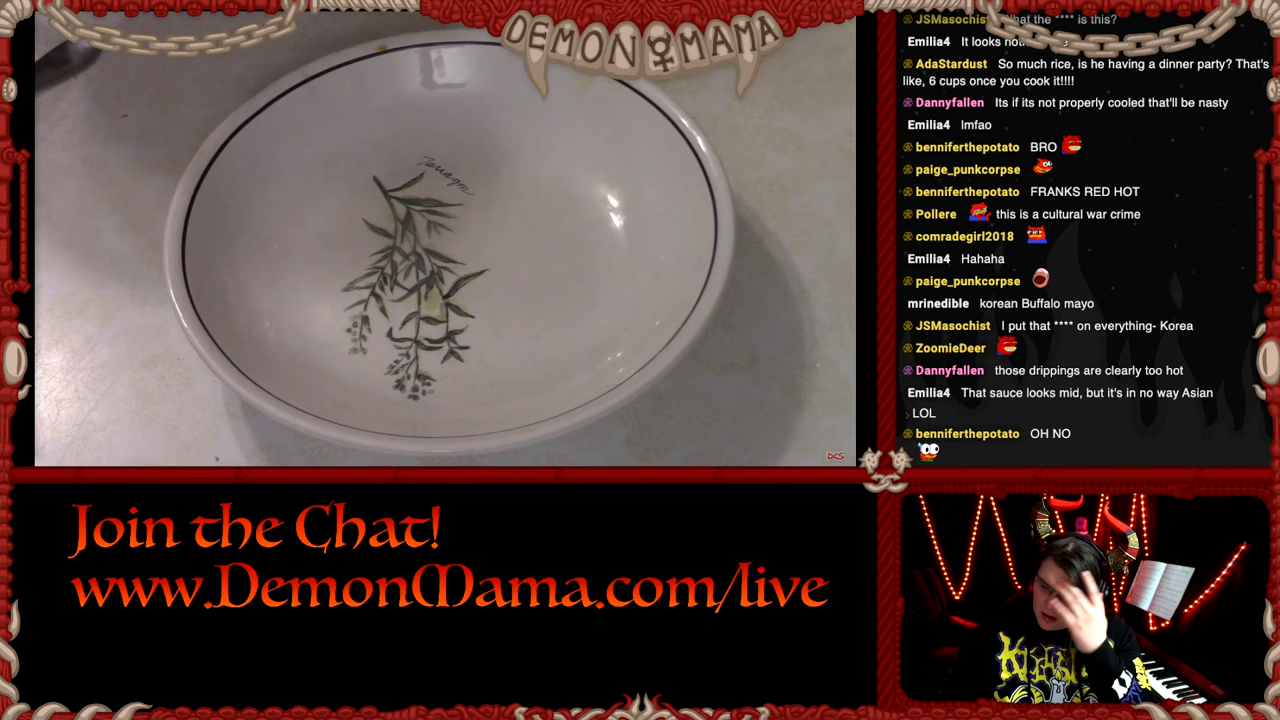 DEMON MAMA
Tarragon
JSMasochist What the **** is this?
Emilia4 It looks
AdaStardust So much rice, is he having a dinner party? That's
like, 6 cups once you cook it!!!!
Dannyfallen Its if its not properly cooled that'll be nasty
Emilia4 lmfao
benniferthepotato BRO
paige_punkcorpse
benniferthepotato FRANKS RED HOT
Pollere this is a cultural war crime
comradegirl2018
Emilia4 Hahaha
paige_punkcorpse
mrinedible korean Buffalo mayo
JSMasochist I put that **** on everything- Korea
ZoomieDeer
Dannyfallen those drippings are clearly too hot
Emilia4 That sauce looks mid, but it's in no way Asian
LOL
benniferthepotato OH NO
Join the Chat!
www.DemonMama.com/live